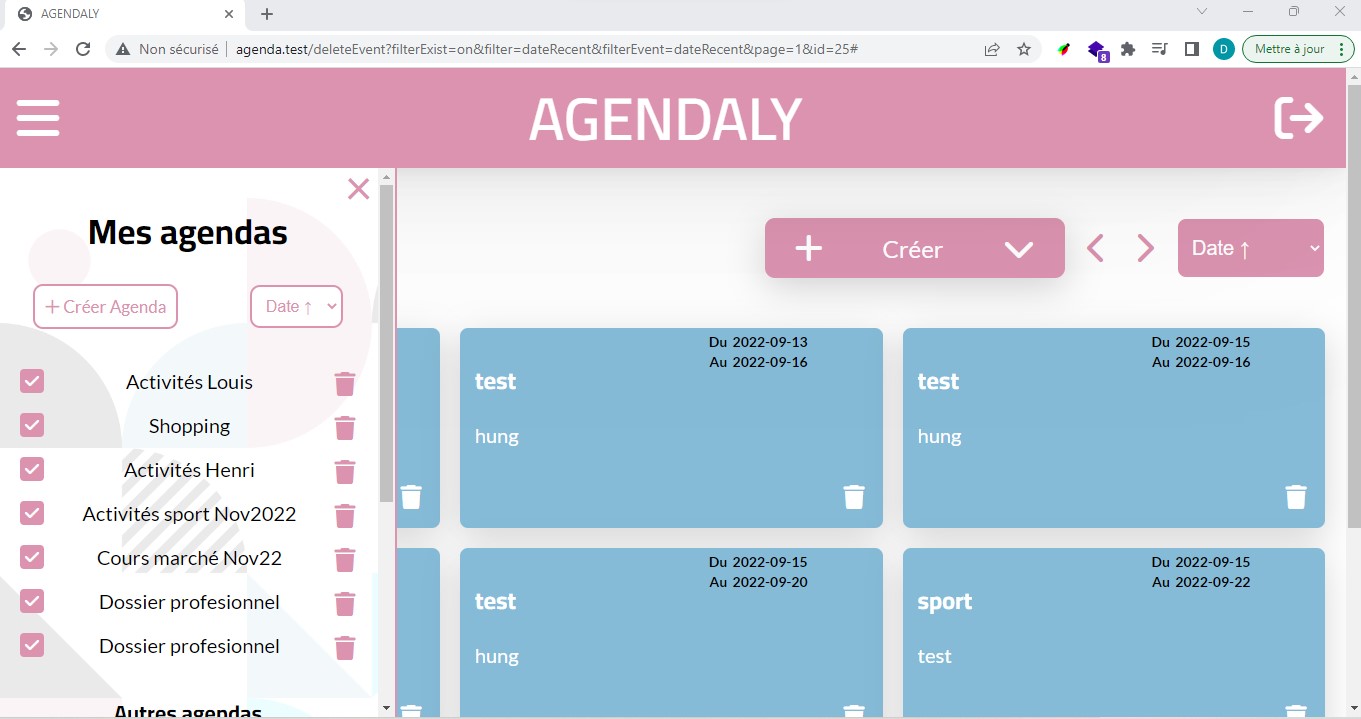 AGENDALY
Non sécurisé
agenda.test/deleteEvent?filterExist=on&filter=dateRecent&filterEvent=dateRecent&page=1&id=25#
8
D
Mettre à jour
AGENDALY
Mes agendas
Créer Agenda
Date ↑
Activités Louis
Shopping
Activités Henri
Activités sport Nov2022
Cours marché Nov22
Dossier profesionnel
Dossier profesionnel
Autres agendas
Créer
Date ↑
Du 2022-09-13
Au 2022-09-16
test
hung
Du 2022-09-15
Au 2022-09-16
test
hung
Du 2022-09-15
Au 2022-09-20
test
hung
Du 2022-09-15
Au 2022-09-22
sport
test